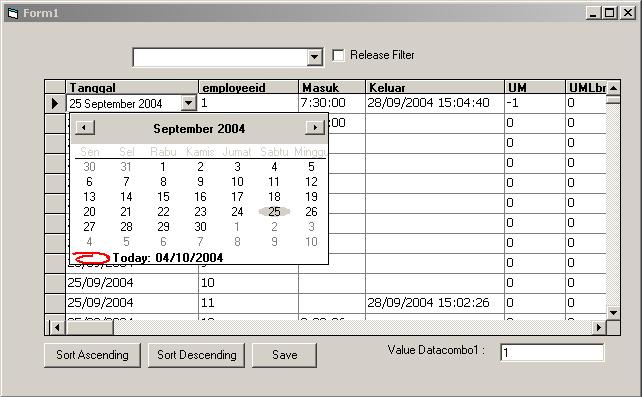 Form1
Release Filter
Tanggal employeeid Masuk Keluar UM UMLbr
25 September 2004 1 7:30:00 28/09/2004 15:04:40 -1 0
:00 0 0
September 2004
0 0
Sen Sel Rabu Kamis Jumat Sabtu Minggu
30 31 1 2 3 4 5
0 0
6 7 8 9 10 11 12
0 0
13 14 15 16 17 18 19
0 0
20 21 22 23 24 25 26
0 0
27 28 29 30 1 2 3
0 0
4 5 6 7 8 9 10
Today: 04/10/2004
0 0
25/09/2004 10 0 0
25/09/2004 11 28/09/2004 15:02:26 0 0
Sort Ascending Sort Descending Save Value Datacombo1 : 1